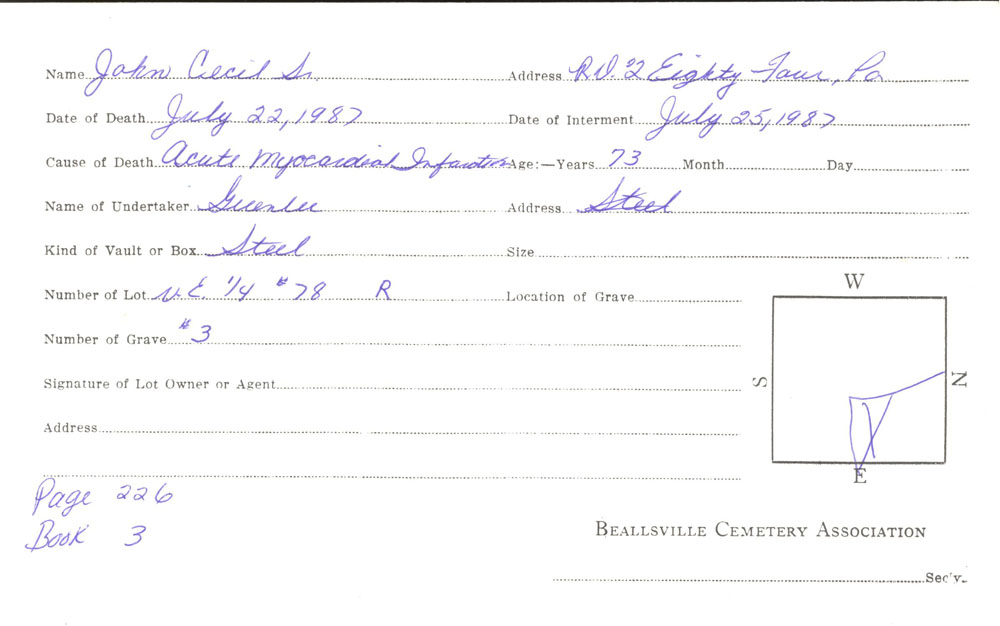 Name John Cecil Sr Address R.D. #2 Eighty Four, Pa
Date of Death July 22, 1987 Date of Interment July 25, 1987
Cause of Death Acute Myocardial Infarction Age:—Years 73 Month Day
Name of Undertaker Greenlee Address Steel
Kind of Vault or Box Steel Size
Number of Lot N.E. 1/4 #78 R Location of Grave
W
Number of Grave #3
Signature of Lot Owner or Agent
S N
Address
E
Page 226
Book 3
BEALLSVILLE CEMETERY ASSOCIATION
Sec'y.